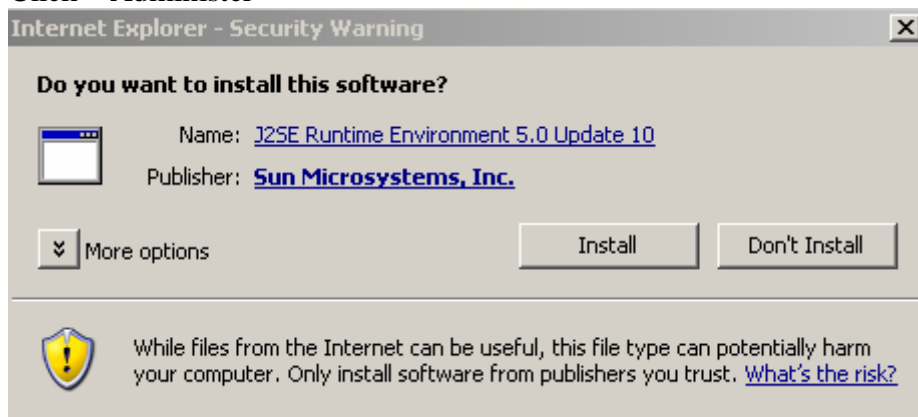 Internet Explorer - Security Warning
Do you want to install this software?
Name: J2SE Runtime Environment 5.0 Update 10
Publisher: Sun Microsystems, Inc.
More options
Install
Don't Install
While files from the Internet can be useful, this file type can potentially harm
your computer. Only install software from publishers you trust. What's the risk?